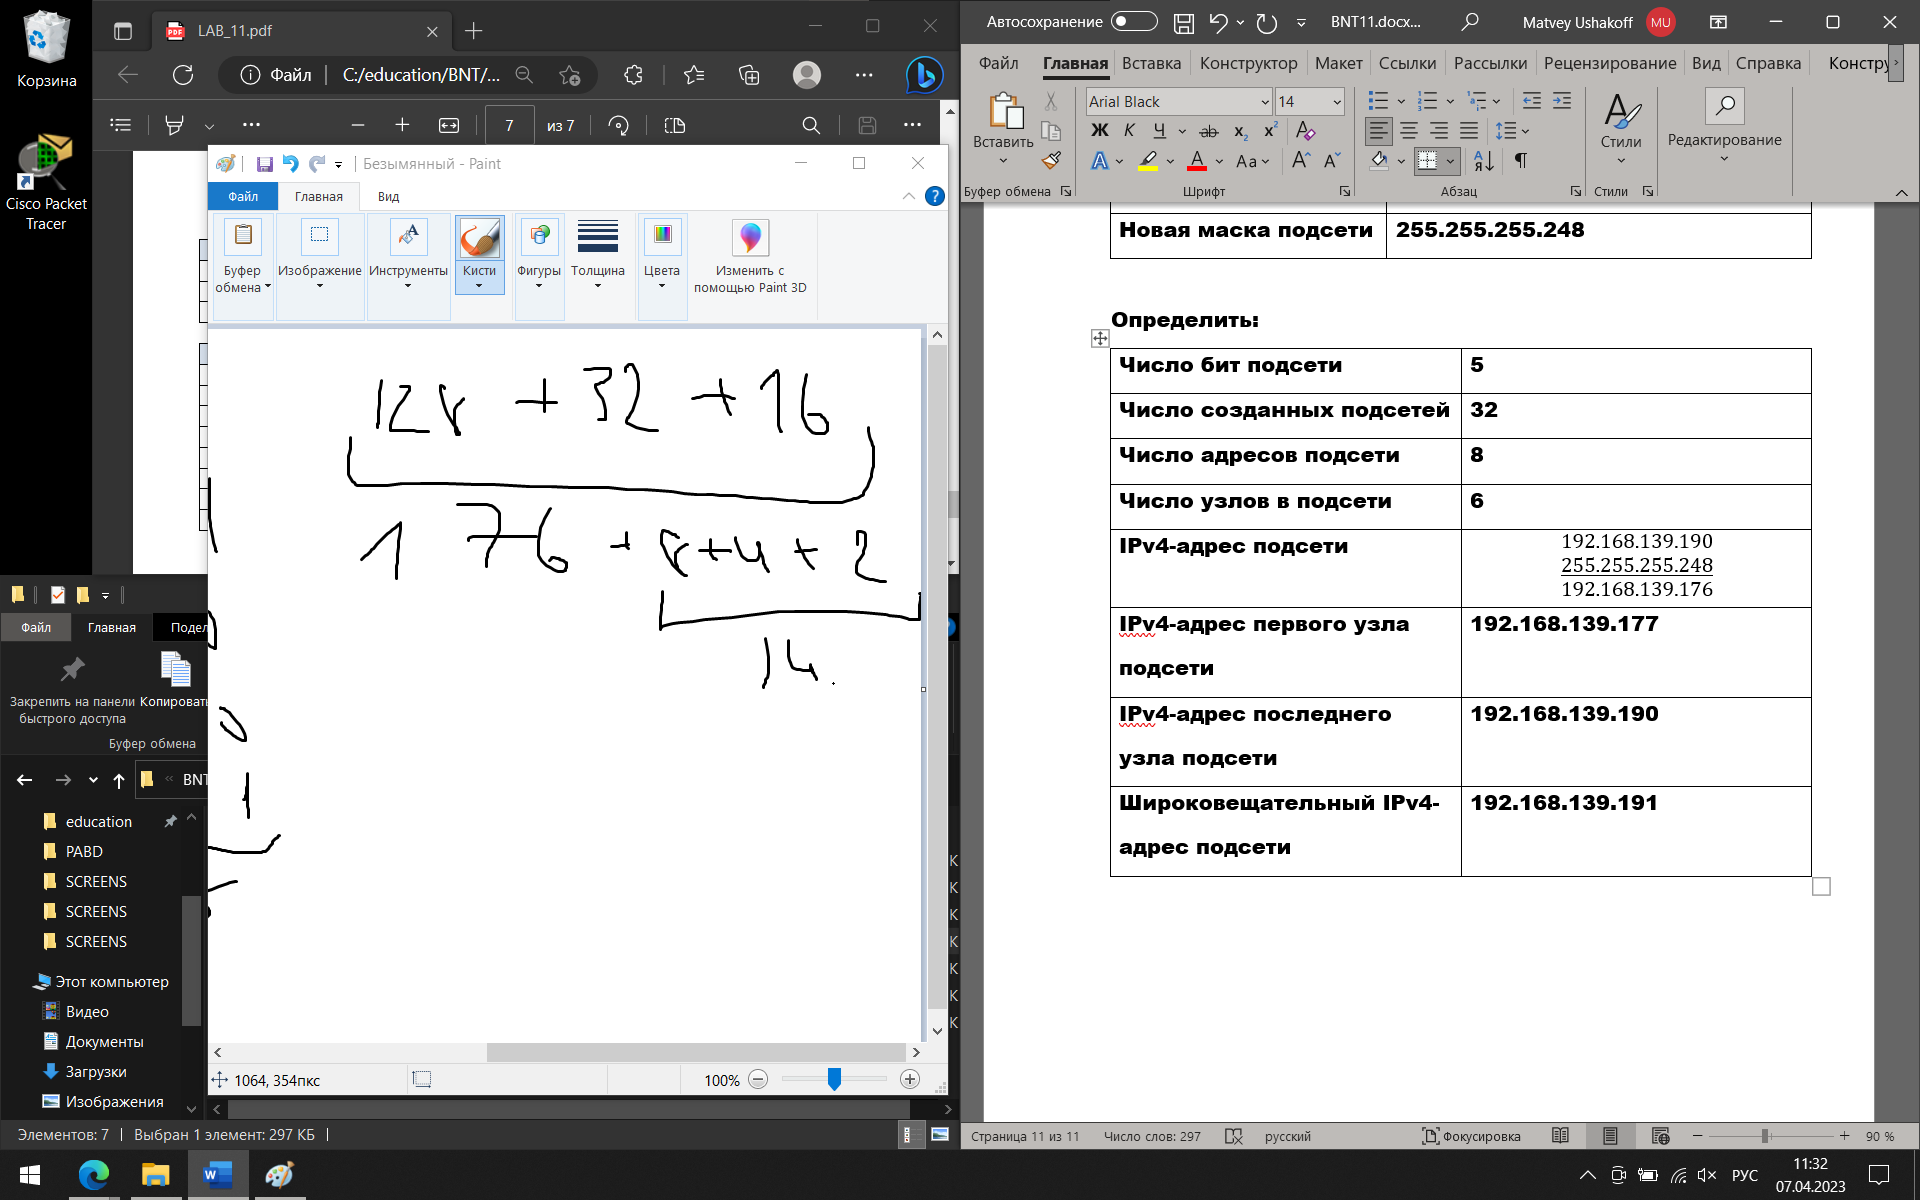 Корзина
Cisco Packet Tracer
LAB_11.pdf
Файл
C:/education/BNT/...
7 из 7
Безымянный - Paint
Файл Главная Вид
Буфер обмена
Изображение
Инструменты
Кисти
Фигуры
Толщина
Цвета
Изменить с помощью Paint 3D
128 + 32 + 16
176 + 8+4+2
14.
0
1
1064, 354пкс
100%
Файл Главная Подел
Закрепить на панели быстрого доступа
Копировать
Буфер обмена
BNT
education
PABD
SCREENS
SCREENS
SCREENS
Этот компьютер
Видео
Документы
Загрузки
Изображения
К
К
К
К
К
К
К
Элементов: 7
Выбран 1 элемент: 297 КБ
Автосохранение
BNT11.docx...
Matvey Ushakoff
MU
Файл Главная Вставка Конструктор Макет Ссылки Рассылки Рецензирование Вид Справка Констру
Вставить
Буфер обмена
Arial Black 14
Ж К Ч ab x₂ x² A
A A Aa A A
Шрифт
Абзац
Стили
Стили
Редактирование
Новая маска подсети 255.255.255.248
Определить:
Число бит подсети 5
Число созданных подсетей 32
Число адресов подсети 8
Число узлов в подсети 6
IPv4-адрес подсети
192.168.139.190
255.255.255.248
192.168.139.176
IPv4-адрес первого узла подсети 192.168.139.177
IPv4-адрес последнего узла подсети 192.168.139.190
Широковещательный IPv4-адрес подсети 192.168.139.191
Страница 11 из 11
Число слов: 297
русский
Фокусировка
90 %
РУС
11:32
07.04.2023